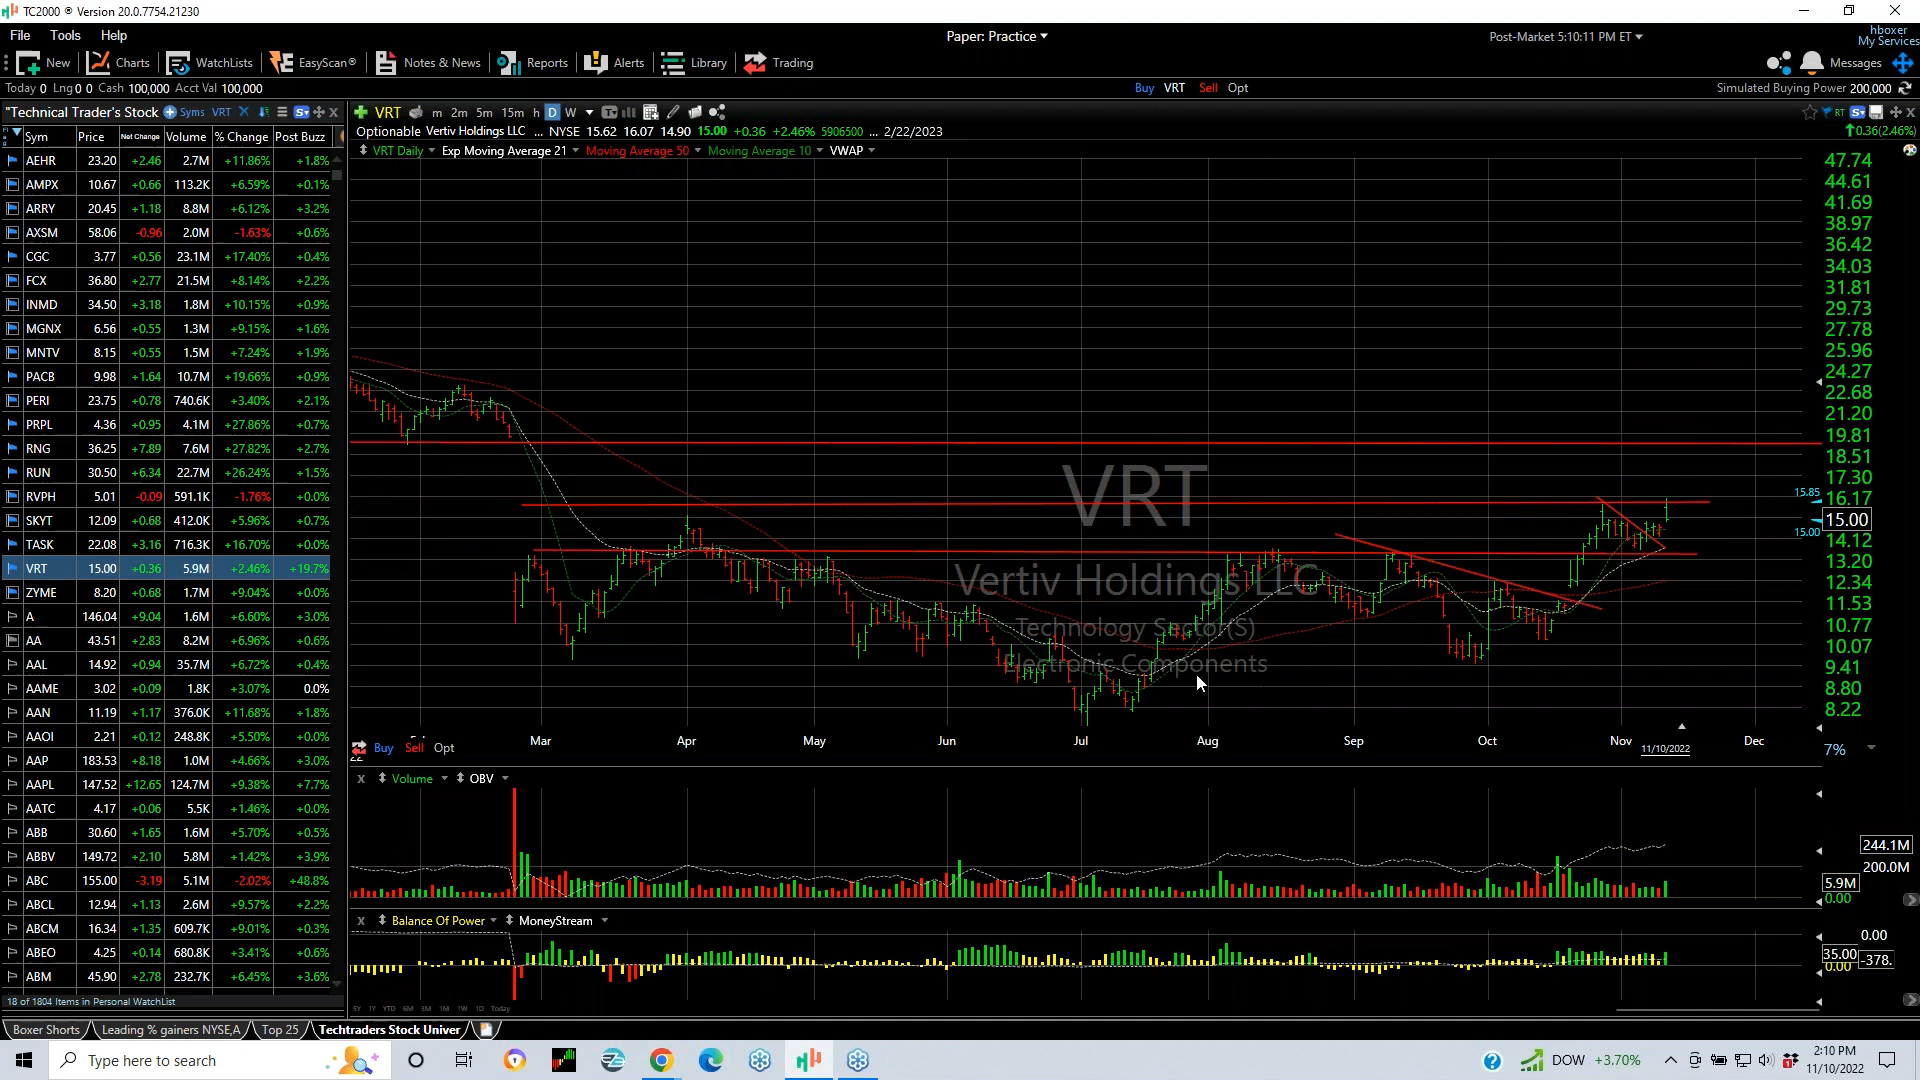 TC2000 ® Version 20.0.7754.21230
File Tools Help
Paper: Practice
Post-Market 5:10:11 PM ET
hboxer
My Services
New Charts WatchLists EasyScan® Notes & News Reports Alerts Library Trading
Messages
Today 0 Lng 0 0 Cash 100,000 Acct Val 100,000
Buy VRT Sell Opt
Simulated Buying Power 200,000
"Technical Trader's Stock Syms VRT
VRT m 2m 5m 15m h D W
RT
Optionable Vertiv Holdings LLC ... NYSE 15.62 16.07 14.90 15.00 +0.36 +2.46% 5906500 ... 2/22/2023
0.36(2.46%)
VRT Daily Exp Moving Average 21 Moving Average 50 Moving Average 10 VWAP
Sym Price Net Change Volume % Change Post Buzz
AEHR 23.20 +2.46 2.7M +11.86% +1.8%
AMPX 10.67 +0.66 113.2K +6.59% +0.1%
ARRY 20.45 +1.18 8.8M +6.12% +3.2%
AXSM 58.06 -0.96 2.0M -1.63% +0.6%
CGC 3.77 +0.56 23.1M +17.40% +0.4%
FCX 36.80 +2.77 21.5M +8.14% +2.2%
INMD 34.50 +3.18 1.8M +10.15% +0.9%
MGNX 6.56 +0.55 1.3M +9.15% +1.6%
MNTV 8.15 +0.55 1.5M +7.24% +1.9%
PACB 9.98 +1.64 10.7M +19.66% +0.9%
PERI 23.75 +0.78 740.6K +3.40% +2.1%
PRPL 4.36 +0.95 4.1M +27.86% +0.7%
RNG 36.25 +7.89 7.6M +27.82% +2.7%
RUN 30.50 +6.34 22.7M +26.24% +1.5%
RVPH 5.01 -0.09 591.1K -1.76% +0.0%
SKYT 12.09 +0.68 412.0K +5.96% +0.7%
TASK 22.08 +3.16 716.3K +16.70% +0.0%
VRT 15.00 +0.36 5.9M +2.46% +19.7%
ZYME 8.20 +0.68 1.7M +9.04% +0.0%
A 146.04 +9.04 1.6M +6.60% +3.0%
AA 43.51 +2.83 8.2M +6.96% +0.6%
AAL 14.92 +0.94 35.7M +6.72% +0.4%
AAME 3.02 +0.09 1.8K +3.07% 0.0%
AAN 11.19 +1.17 376.0K +11.68% +1.8%
AAOI 2.21 +0.12 248.8K +5.50% +0.0%
AAP 183.53 +8.18 1.0M +4.66% +3.0%
AAPL 147.52 +12.65 124.7M +9.38% +7.7%
AATC 4.17 +0.06 5.5K +1.46% +0.0%
ABB 30.60 +1.65 1.6M +5.70% +0.5%
ABBV 149.72 +2.10 5.8M +1.42% +3.9%
ABC 155.00 -3.19 5.1M -2.02% +48.8%
ABCL 12.94 +1.13 2.6M +9.57% +2.2%
ABCM 16.34 +1.35 609.7K +9.01% +0.3%
ABEO 4.25 +0.14 680.8K +3.41% +0.6%
ABM 45.90 +2.78 232.7K +6.45% +3.6%
18 of 1804 Items in Personal WatchList
47.74
44.61
41.69
38.97
36.42
34.03
31.81
29.73
27.78
25.96
24.27
22.68
21.20
19.81
18.51
17.30
15.85 16.17
15.00
15.00 14.12
13.20
12.34
11.53
10.77
10.07
9.41
8.80
8.22
7%
VRT
Vertiv Holdings LLC
Technology Sector(S)
Electronic Components
Mar Apr May Jun Jul Aug Sep Oct Nov Dec
11/10/2022
Buy Sell Opt
22
x Volume OBV
244.1M
200.0M
5.9M
0.00
x Balance Of Power MoneyStream
0.00
35.00
-378.
0.00
5Y 1Y YTD 6M 3M 1M 1W 1D Today
Boxer Shorts Leading % gainers NYSE,A Top 25 Techtraders Stock Univer
Type here to search
DOW +3.70%
2:10 PM
11/10/2022